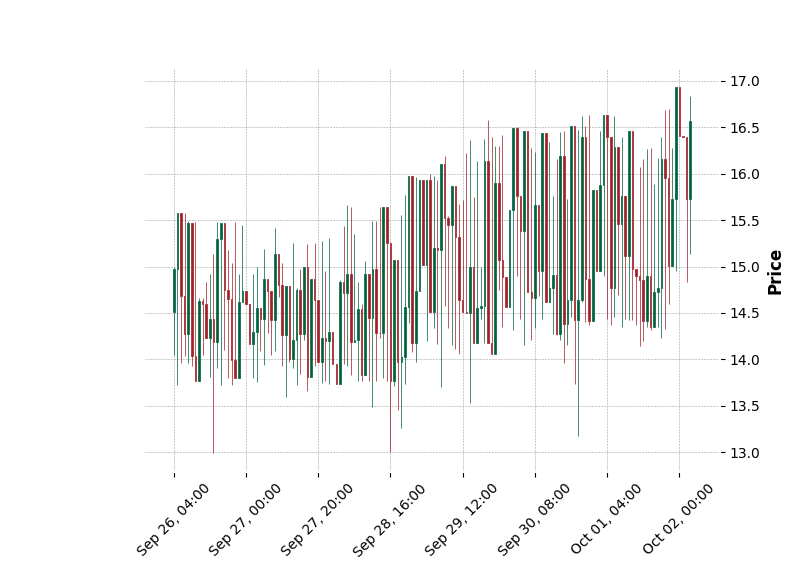 17.0
16.5
16.0
15.5
15.0
14.5
14.0
13.5
13.0
Price
Sep 26, 04:00
Sep 27, 00:00
Sep 27, 20:00
Sep 28, 16:00
Sep 29, 12:00
Sep 30, 08:00
Oct 01, 04:00
Oct 02, 00:00